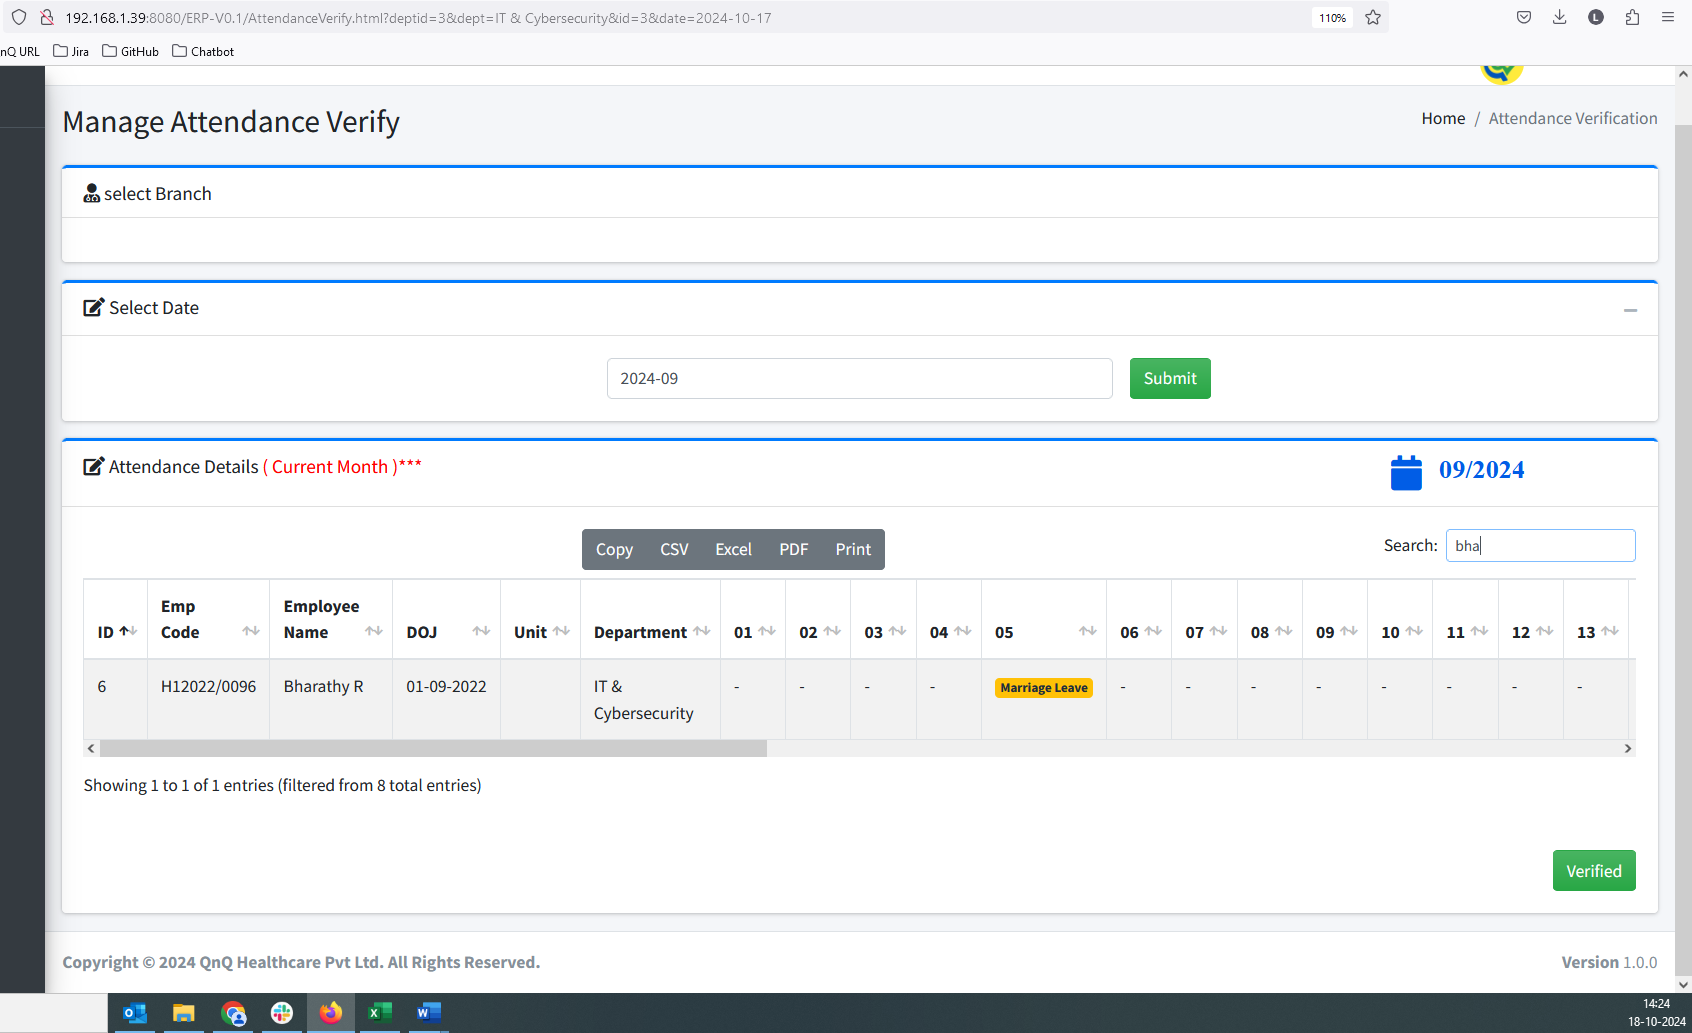 192.168.1.39:8080/ERP-V0.1/AttendanceVerify.html?deptid=3&dept=IT & Cybersecurity&id=3&date=2024-10-17
110%
L
nQ URL
Jira
GitHub
Chatbot
Manage Attendance Verify
Home / Attendance Verification
select Branch
Select Date
2024-09
Submit
Attendance Details ( Current Month )***
09/2024
Copy CSV Excel PDF Print
Search: bha
ID Emp Code Employee Name DOJ Unit Department 01 02 03 04 05 06 07 08 09 10 11 12 13
6 H12022/0096 Bharathy R 01-09-2022 IT & Cybersecurity - - - - Marriage Leave - - - - - - - -
Showing 1 to 1 of 1 entries (filtered from 8 total entries)
Verified
Copyright © 2024 QnQ Healthcare Pvt Ltd. All Rights Reserved.
Version 1.0.0
14:24
18-10-2024